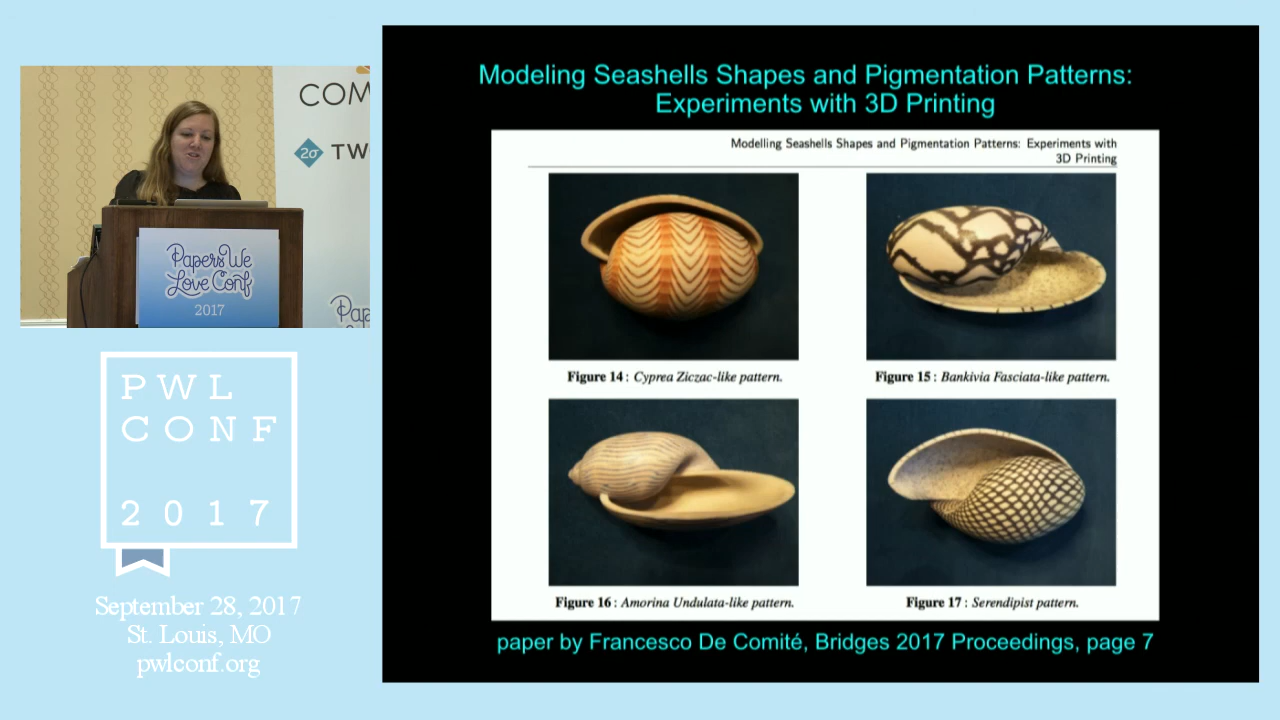 COM
2σ TW
Papers We
Love Conf
2017
Pap
PWL
CONF
2017
September 28, 2017
St. Louis, MO
pwlconf.org
Modeling Seashells Shapes and Pigmentation Patterns:
Experiments with 3D Printing
Modelling Seashells Shapes and Pigmentation Patterns: Experiments with
3D Printing
Figure 14 : Cyprea Ziczac-like pattern.
Figure 15 : Bankivia Fasciata-like pattern.
Figure 16 : Amorina Undulata-like pattern.
Figure 17 : Serendipist pattern.
paper by Francesco De Comité, Bridges 2017 Proceedings, page 7